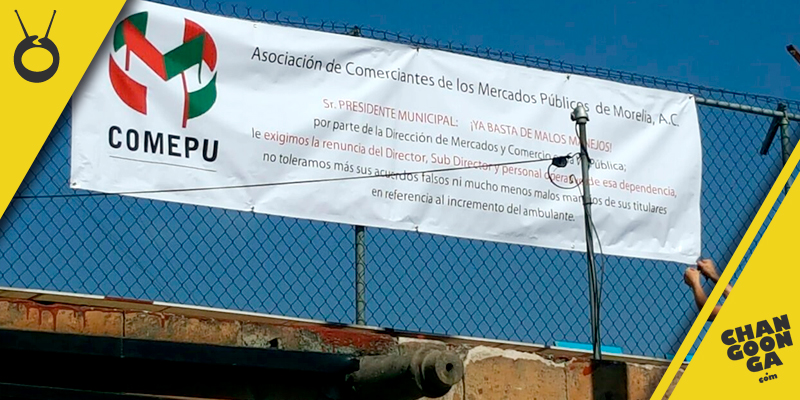 Asociación de Comerciantes de los Mercados Públicos de Morelia, A.C.
Sr. PRESIDENTE MUNICIPAL: ¡YA BASTA DE MALOS MANEJOS!
por parte de la Dirección de Mercados y Comercio Pública;
le exigimos la renuncia del Director, Sub Director y personal de esa dependencia,
no toleramos más sus acuerdos falsos ni mucho menos malos de sus titulares
en referencia al incremento del ambulante.
COMEPU
CHAN
GOON
GA
.com